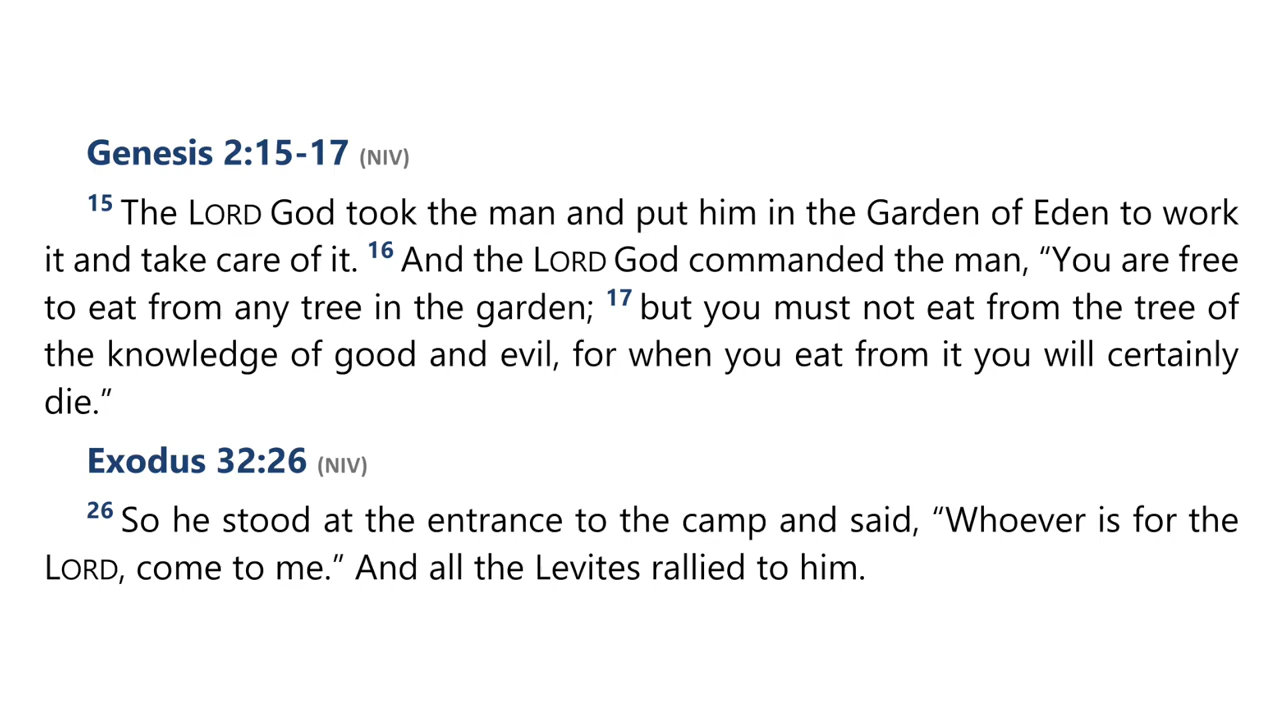 Genesis 2:15-17 (NIV)
15 The LORD God took the man and put him in the Garden of Eden to work
it and take care of it. 16 And the LORD God commanded the man, “You are free
to eat from any tree in the garden; 17 but you must not eat from the tree of
the knowledge of good and evil, for when you eat from it you will certainly
die.”
Exodus 32:26 (NIV)
26 So he stood at the entrance to the camp and said, “Whoever is for the
LORD, come to me.” And all the Levites rallied to him.